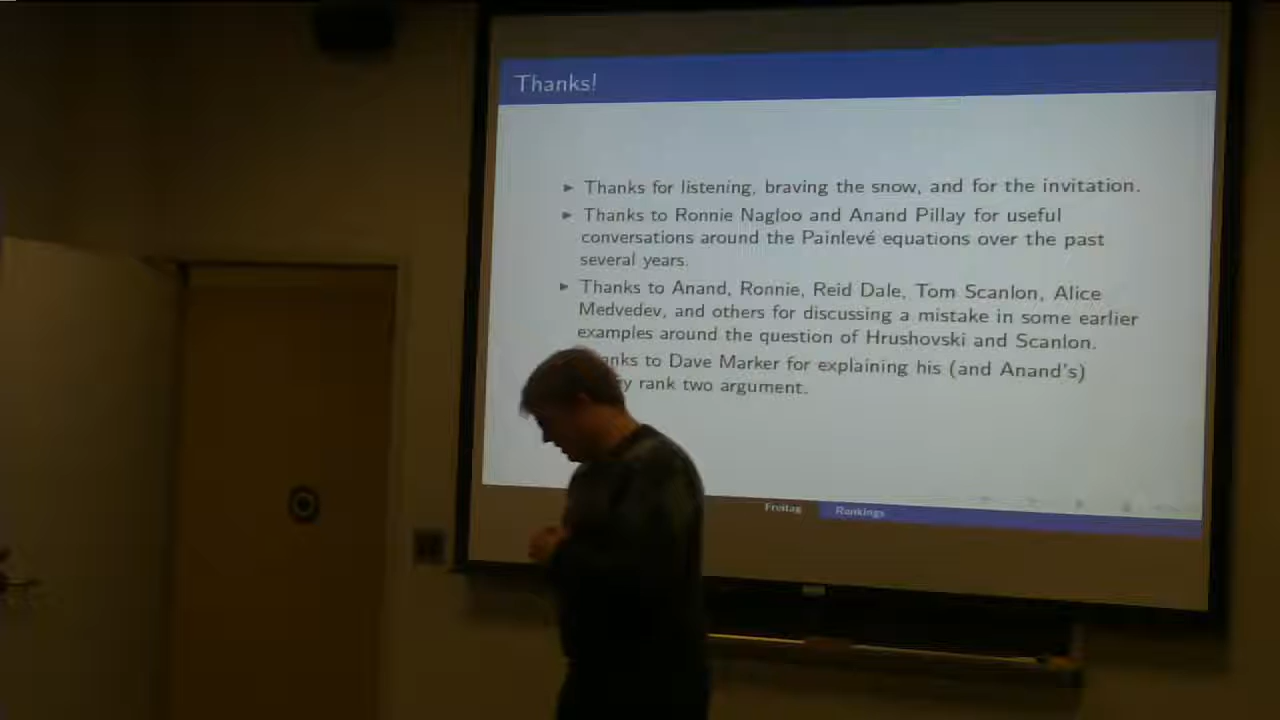 Thanks!
Thanks for listening, braving the snow, and for the invitation.
Thanks to Ronnie Nagloo and Anand Pillay for useful
conversations around the Painlevé equations over the past
several years.
Thanks to Anand, Ronnie, Reid Dale, Tom Scanlon, Alice
Medvedev, and others for discussing a mistake in some earlier
examples around the question of Hrushovski and Scanlon.
to Dave Marker for explaining his (and Anand's)
rank two argument.
Freitag Rankings